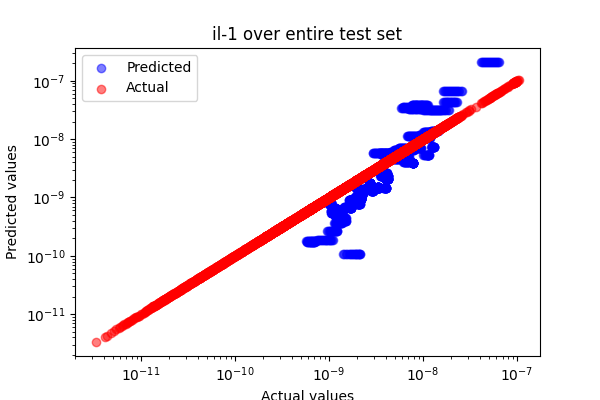 il-1 over entire test set
Predicted
Actual
Predicted values
10⁻⁷
10⁻⁸
10⁻⁹
10⁻¹⁰
10⁻¹¹
10⁻¹¹ 10⁻¹⁰ 10⁻⁹ 10⁻⁸ 10⁻⁷
Actual values